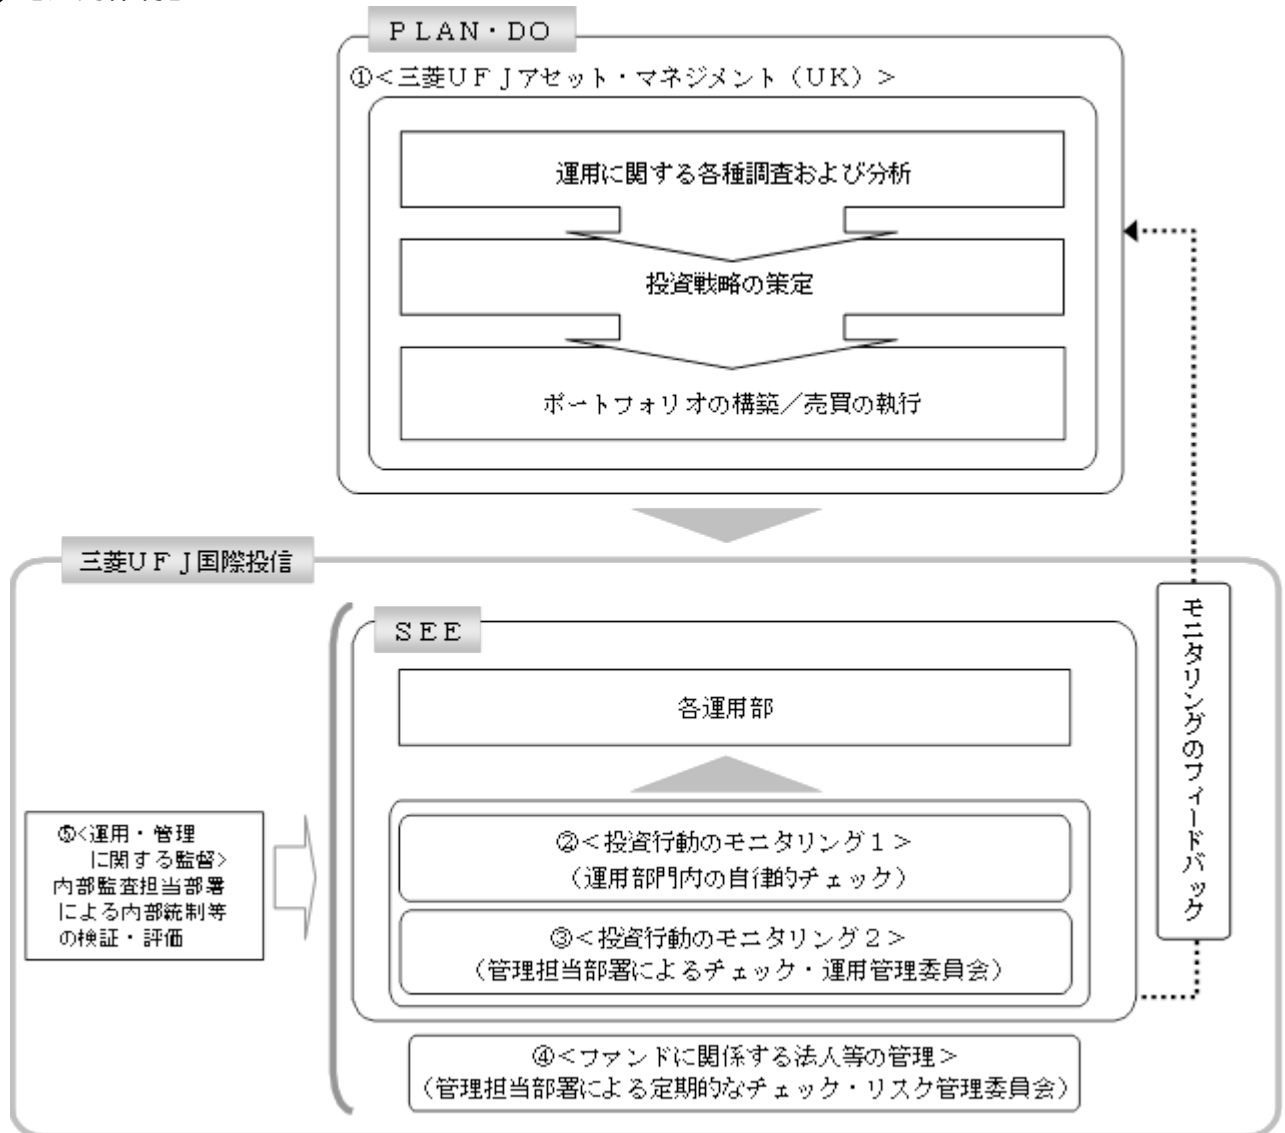 ＰＬＡＮ・ＤＯ
①＜三菱ＵＦＪアセット・マネジメント（ＵＫ）＞
運用に関する各種調査および分析
投資戦略の策定
ポートフォリオの構築／売買の執行
三菱ＵＦＪ国際投信
ＳＥＥ
各運用部
②＜投資行動のモニタリング１＞
（運用部門内の自律的チェック）
③＜投資行動のモニタリング２＞
（管理担当部署によるチェック・運用管理委員会）
④＜ファンドに関係する法人等の管理＞
（管理担当部署による定期的なチェック・リスク管理委員会）
⑤<運用・管理
に関する監督>
内部監査担当部署
による内部統制等
の検証・評価
モニタリングのフィードバック